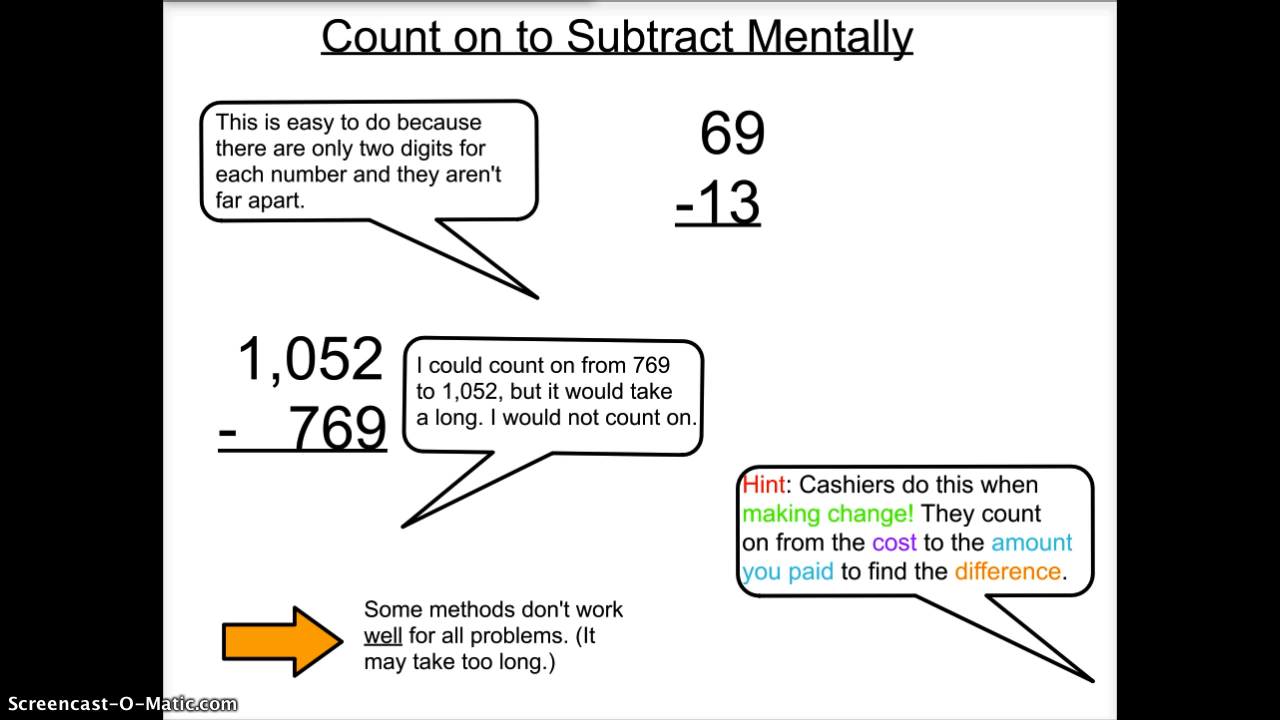 Count on to Subtract Mentally
This is easy to do because
there are only two digits for
each number and they aren't
far apart.
69
-13
1,052
- 769
I could count on from 769
to 1,052, but it would take
a long. I would not count on.
Hint: Cashiers do this when
making change! They count
on from the cost to the amount
you paid to find the difference.
Some methods don't work
well for all problems. (It
may take too long.)
Screencast-O-Matic.com